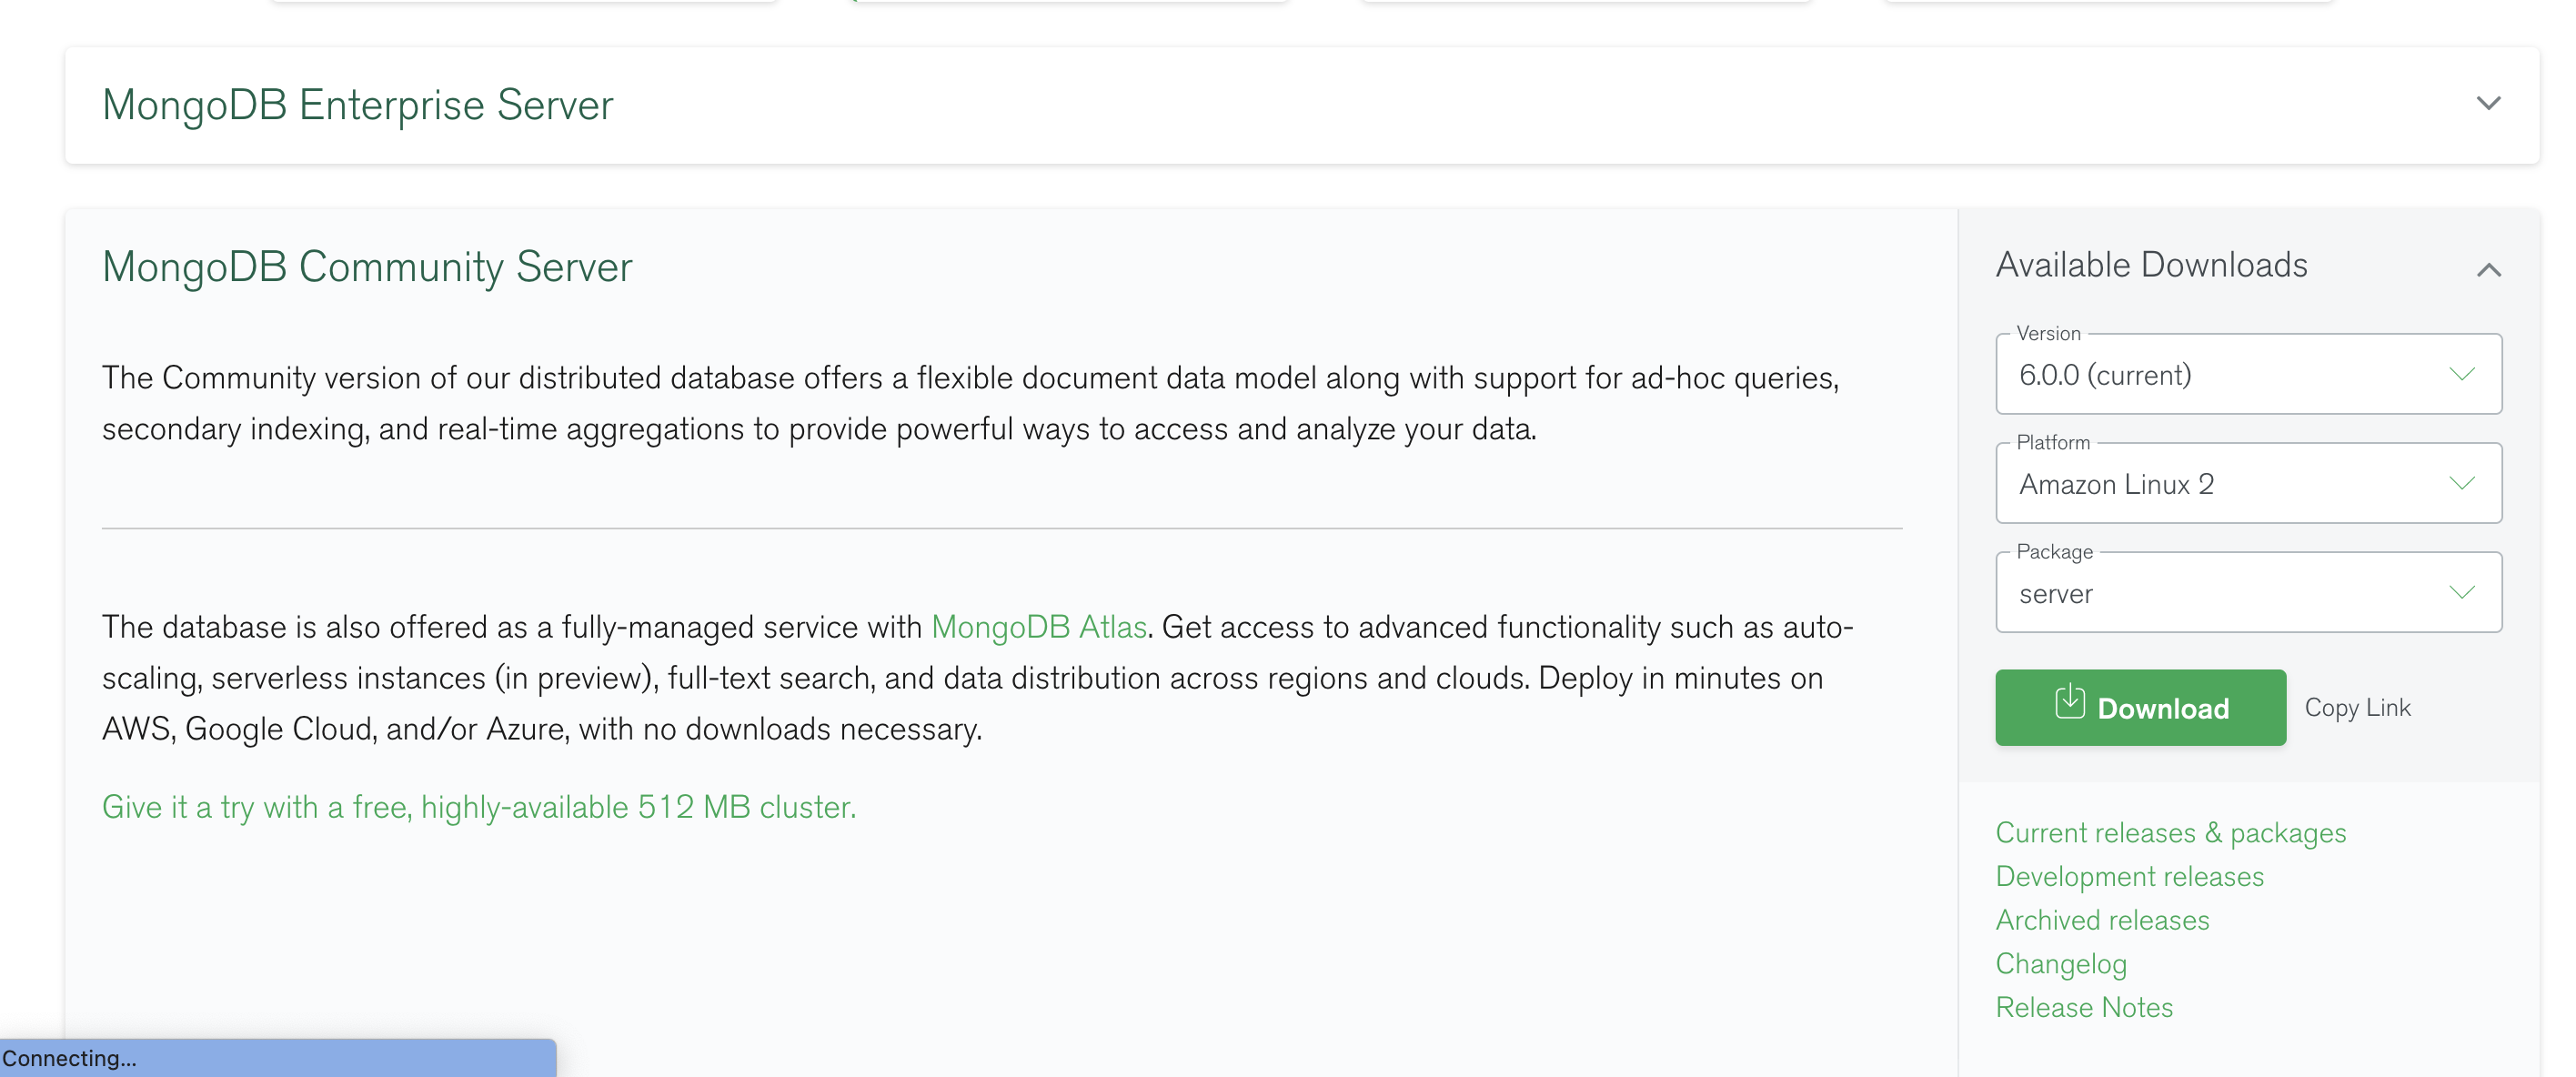 MongoDB Enterprise Server
MongoDB Community Server
The Community version of our distributed database offers a flexible document data model along with support for ad-hoc queries,
secondary indexing, and real-time aggregations to provide powerful ways to access and analyze your data.
The database is also offered as a fully-managed service with MongoDB Atlas. Get access to advanced functionality such as auto-
scaling, serverless instances (in preview), full-text search, and data distribution across regions and clouds. Deploy in minutes on
AWS, Google Cloud, and/or Azure, with no downloads necessary.
Give it a try with a free, highly-available 512 MB cluster.
Available Downloads
Version
6.0.0 (current)
Platform
Amazon Linux 2
Package
server
Download
Copy Link
Current releases & packages
Development releases
Archived releases
Changelog
Release Notes
Connecting...